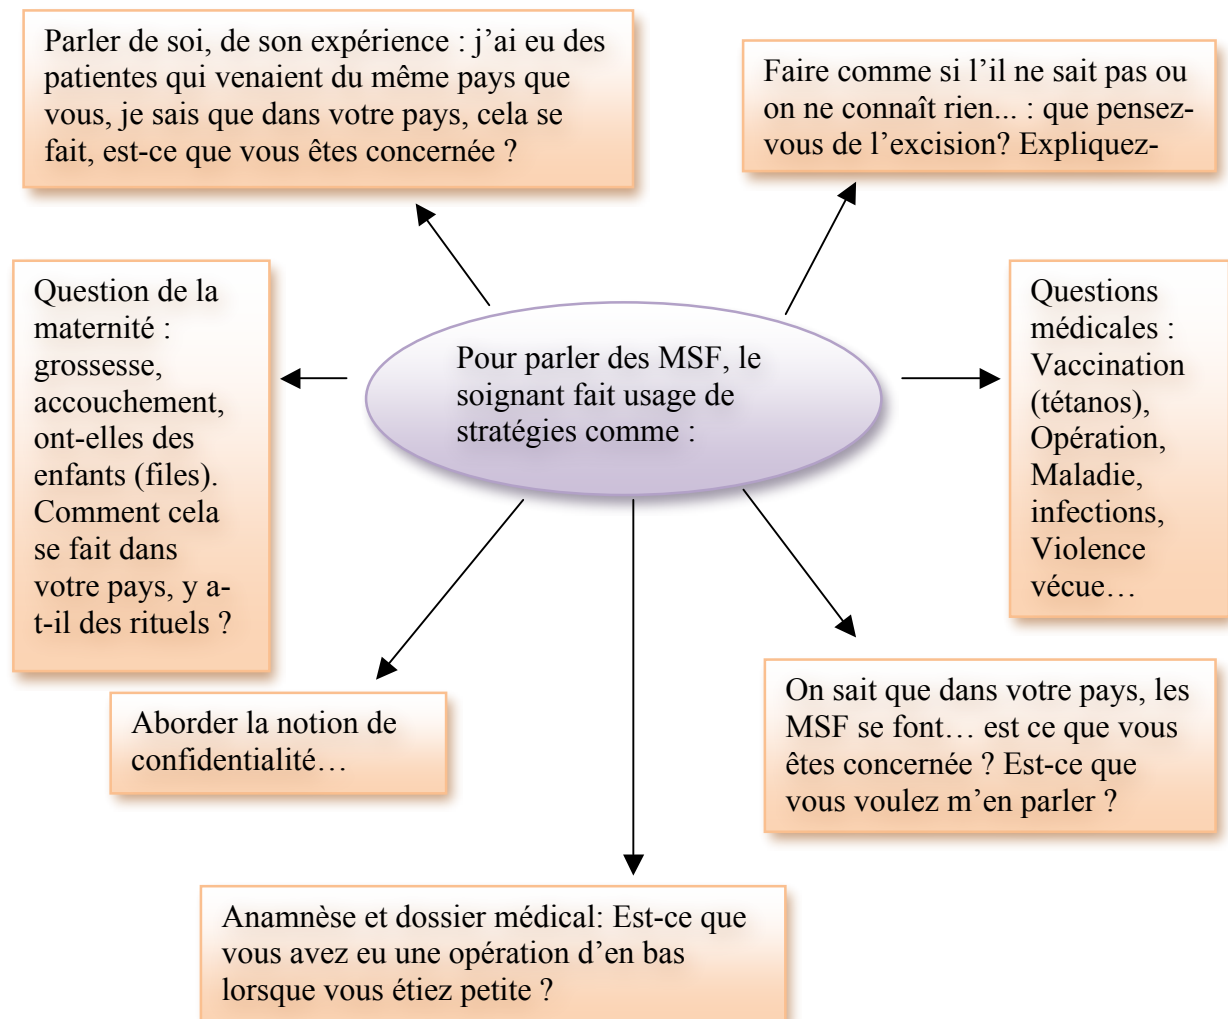 Parler de soi, de son expérience : j’ai eu des
patientes qui venaient du même pays que
vous, je sais que dans votre pays, cela se
fait, est-ce que vous êtes concernée ?
Faire comme si l’il ne sait pas ou
on ne connaît rien... : que pensez-
vous de l’excision? Expliquez-
Question de la
maternité :
grossesse,
accouchement,
ont-elles des
enfants (files).
Comment cela
se fait dans
votre pays, y a-
t-il des rituels ?
Pour parler des MSF, le
soignant fait usage de
stratégies comme :
Questions
médicales :
Vaccination
(tétanos),
Opération,
Maladie,
infections,
Violence
vécue…
Aborder la notion de
confidentialité…
On sait que dans votre pays, les
MSF se font… est ce que vous
êtes concernée ? Est-ce que
vous voulez m’en parler ?
Anamnèse et dossier médical: Est-ce que
vous avez eu une opération d’en bas
lorsque vous étiez petite ?